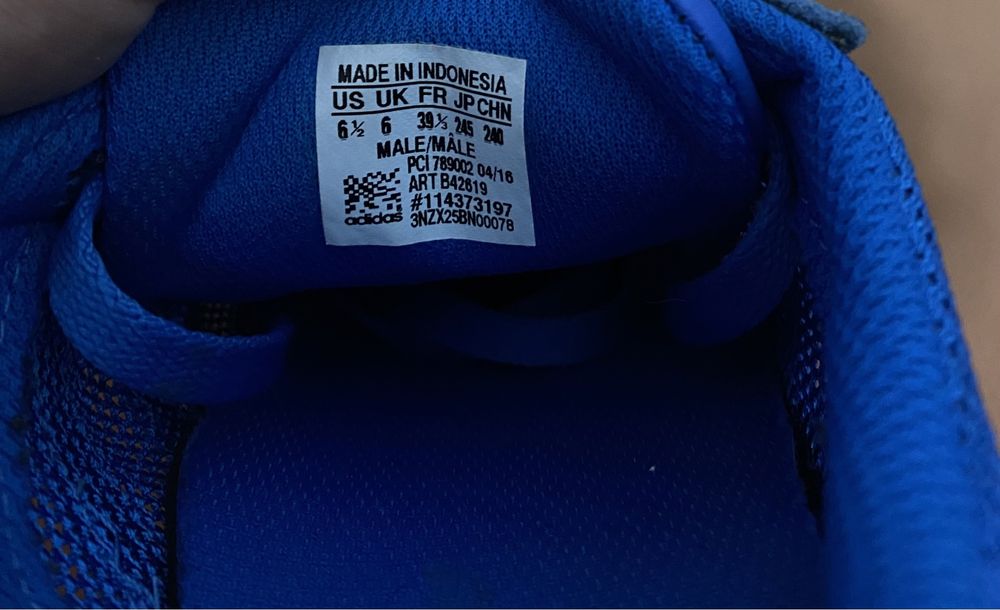 MADE IN INDONESIA
US UK FR JP CHN
6½ 6 39⅓ 245 240
MALE/MÂLE
PCI 789002 04/16
ART B42619
#114373197
adidas 3NZX25BN00078